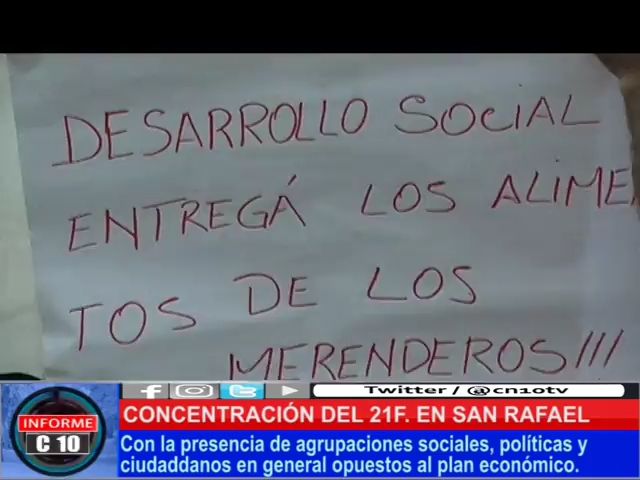 DESARROLLO SOCIAL
ENTREGÁ LOS ALIME
TOS DE LOS
MERENDEROS!!!
Twitter / @cn10tv
INFORME
C 10
CONCENTRACIÓN DEL 21F. EN SAN RAFAEL
Con la presencia de agrupaciones sociales, políticas y
ciudaddanos en general opuestos al plan económico.